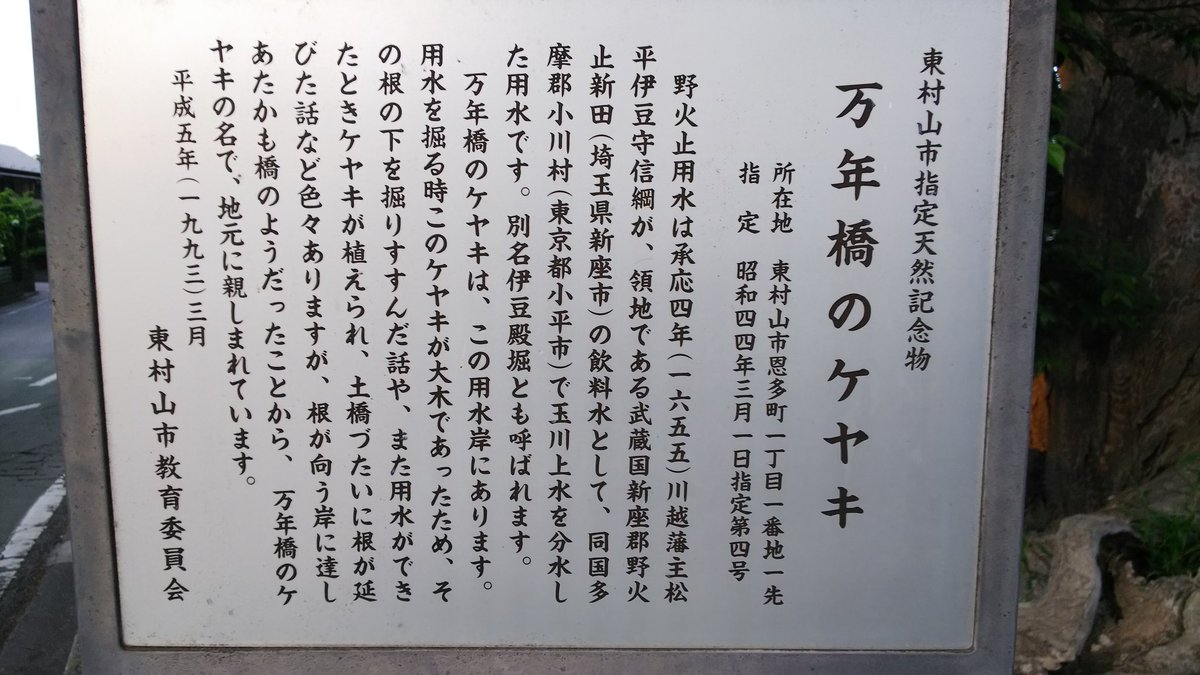 東村山市指定天然記念物
万年橋のケヤキ
所在地 東村山市恩多町一丁目一番地一先
指定 昭和四四年三月一日指定第四号
野火止用水は承応四年(一六五五)川越藩主松
平伊豆守信綱が、領地である武蔵国新座郡野火
止新田(埼玉県新座市)の飲料水として、同国多
摩郡小川村(東京都小平市)で玉川上水を分水し
た用水です。別名伊豆殿堀とも呼ばれます。
万年橋のケヤキは、この用水岸にあります。
用水を掘る時このケヤキが大木であったため、そ
の根の下を掘りすすんだ話や、また用水ができ
たときケヤキが植えられ、土橋づたいに根が延
びた話など色々ありますが、根が向う岸に達し
あたかも橋のようだったことから、万年橋のケ
ヤキの名で、地元に親しまれています。
平成五年(一九九三)三月
東村山市教育委員会